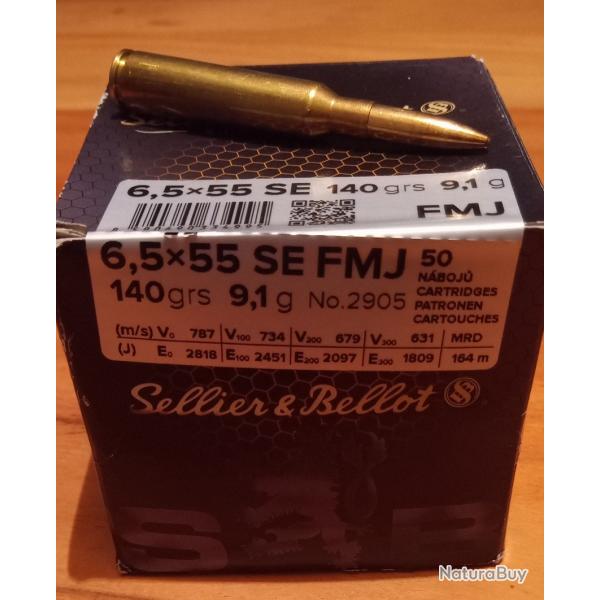 6,5×55 SE 140 grs 9,1 g
FMJ
6,5×55 SE FMJ 50
NÁBOJŮ
CARTRIDGES
PATRONEN
CARTOUCHES
140 grs 9,1 g No.2905
(m/s) V0 787 V100 734 V200 679 V300 631 MRD
(J) E0 2818 E100 2451 E200 2097 E300 1809 164 m
Sellier & Bellot
NaturaBuy